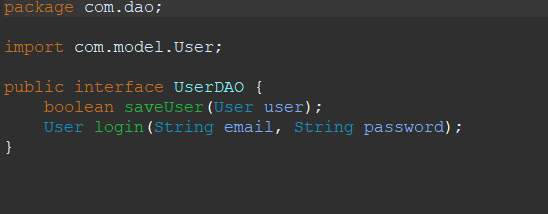 package com.dao;
import com.model.User;
public interface UserDAO {
    boolean saveUser(User user);
    User login(String email, String password);
}